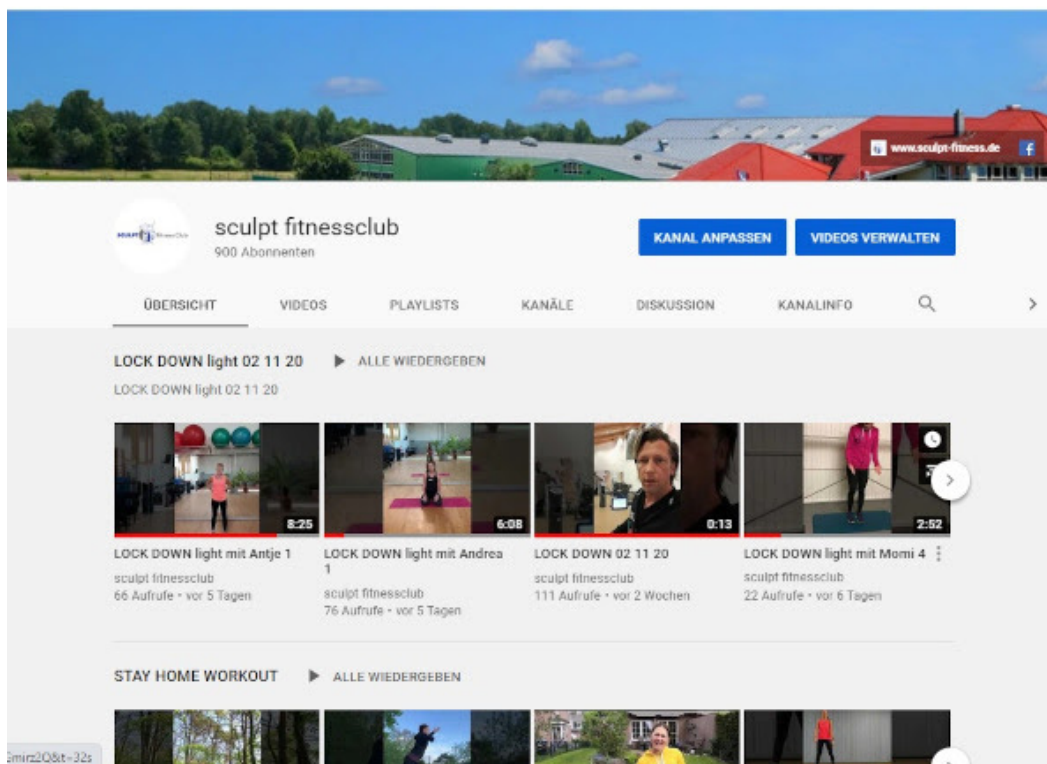 www.sculpt-fitness.de
sculpt fitnessclub
900 Abonnenten
KANAL ANPASSEN
VIDEOS VERWALTEN
ÜBERSICHT
VIDEOS
PLAYLISTS
KANÄLE
DISKUSSION
KANALINFO
LOCK DOWN light 02 11 20
ALLE WIEDERGEBEN
LOCK DOWN light 02 11 20
8:25
6:08
0:13
2:52
LOCK DOWN light mit Antje 1
sculpt fitnessclub
66 Aufrufe • vor 5 Tagen
LOCK DOWN light mit Andrea
1
sculpt fitnessclub
76 Aufrufe • vor 5 Tagen
LOCK DOWN 02 11 20
sculpt fitnessclub
111 Aufrufe • vor 2 Wochen
LOCK DOWN light mit Momi 4
sculpt fitnessclub
22 Aufrufe • vor 6 Tagen
STAY HOME WORKOUT
ALLE WIEDERGEBEN